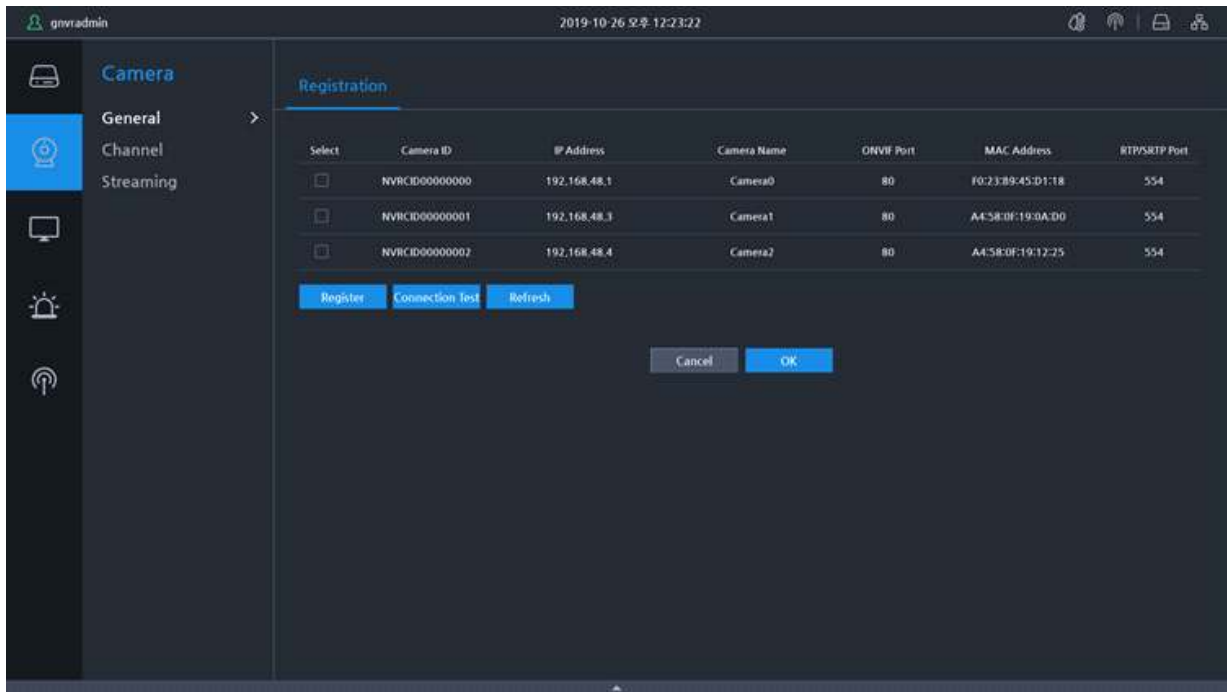 gnvradmin 2019-10-26 오후 12:23:22
Camera
General >
Channel
Streaming
Registration
Select Camera ID IP Address Camera Name ONVIF Port MAC Address RTP/SRTP Port
NVRCID00000000 192.168.48.1 Camera0 80 F0:23:B9:45:D1:18 554
NVRCID00000001 192.168.48.3 Camera1 80 A4:58:0F:19:0A:D0 554
NVRCID00000002 192.168.48.4 Camera2 80 A4:58:0F:19:12:25 554
Register Connection Test Refresh
Cancel OK